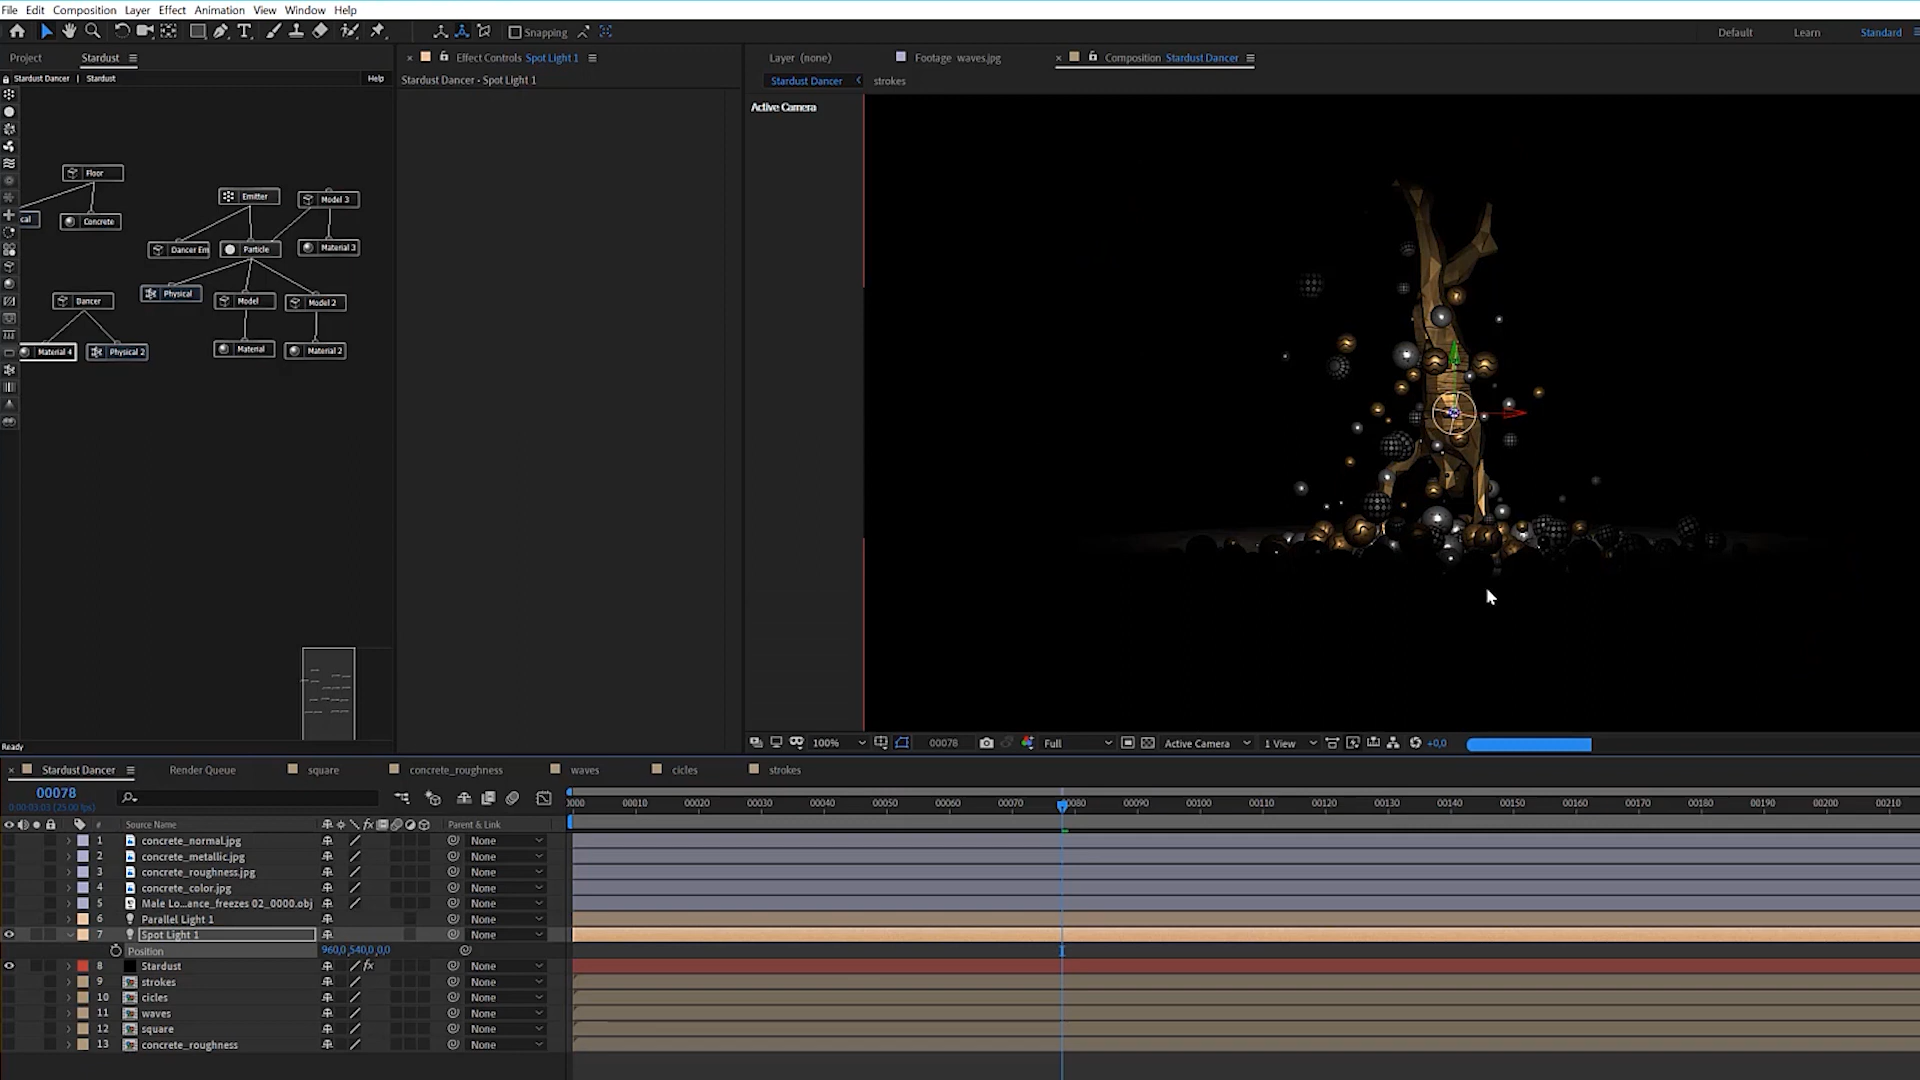 File Edit Composition Layer Effect Animation View Window Help
Snapping
Default Learn Standard
Project Stardust
Stardust Dancer | Stardust Help
Floor
Concrete
Emitter
Model 3
Dancer Em
Particle
Material 3
Dancer
Physical
Model
Model 2
Material 4
Physical 2
Material
Material 2
Ready
Effect Controls Spot Light 1
Stardust Dancer • Spot Light 1
Layer (none)
Footage waves.jpg
Composition Stardust Dancer
Stardust Dancer
strokes
Active Camera
100%
00078
Full
Active Camera
1 View
+0,0
Stardust Dancer
Render Queue
square
concrete_roughness
waves
cicles
strokes
00078
0:00:03:03 (25.00 fps)
0000 00010 00020 00030 00040 00050 00060 00070 00080 00090 00100 00110 00120 00130 00140 00150 00160 00170 00180 00190 00200 00210
# Source Name Parent & Link
1 concrete_normal.jpg None
2 concrete_metallic.jpg None
3 concrete_roughness.jpg None
4 concrete_color.jpg None
5 Male Lo...ance_freezes 02_0000.obj None
6 Parallel Light 1 None
7 Spot Light 1 None
Position 960,0,540,0,0,0
8 Stardust fx None
9 strokes None
10 cicles None
11 waves None
12 square None
13 concrete_roughness None